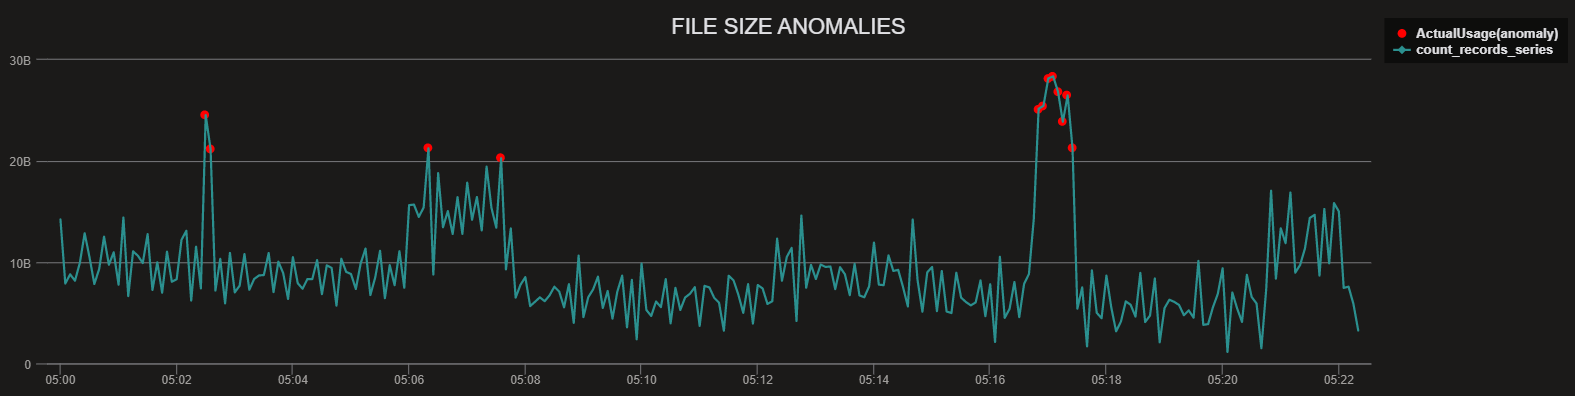 FILE SIZE ANOMALIES
ActualUsage(anomaly)
count_records_series
30B
20B
10B
0
05:00 05:02 05:04 05:06 05:08 05:10 05:12 05:14 05:16 05:18 05:20 05:22